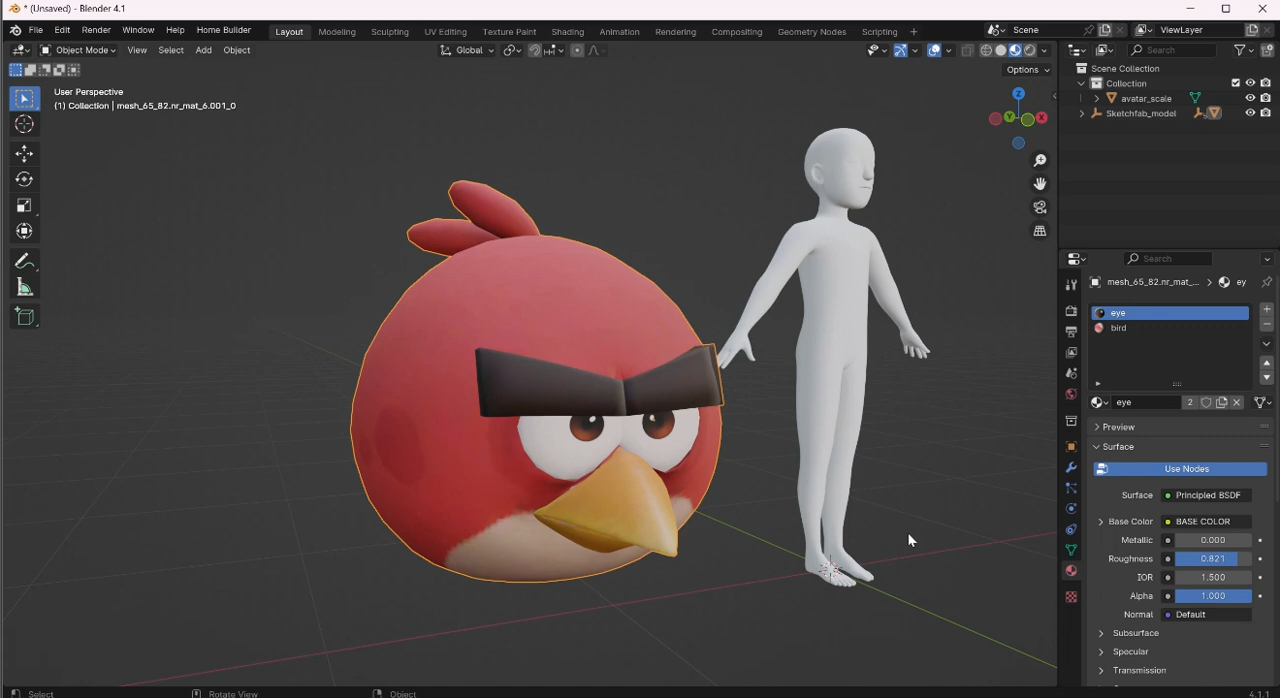 * (Unsaved) - Blender 4.1
File Edit Render Window Help Home Builder Layout Modeling Sculpting UV Editing Texture Paint Shading Animation Rendering Compositing Geometry Nodes Scripting + Scene ViewLayer
Object Mode View Select Add Object Global Search
Options
User Perspective
(1) Collection | mesh_65_82.nr_mat_6.001_0
Z
Y
X
Scene Collection
Collection
avatar_scale
Sketchfab_model
Search
mesh_65_82.nr_mat_... > ey
eye
bird
eye 2
Preview
Surface
Use Nodes
Surface Principled BSDF
Base Color BASE COLOR
Metallic 0.000
Roughness 0.821
IOR 1.500
Alpha 1.000
Normal Default
Subsurface
Specular
Transmission
Select Rotate View Object 4.1.1